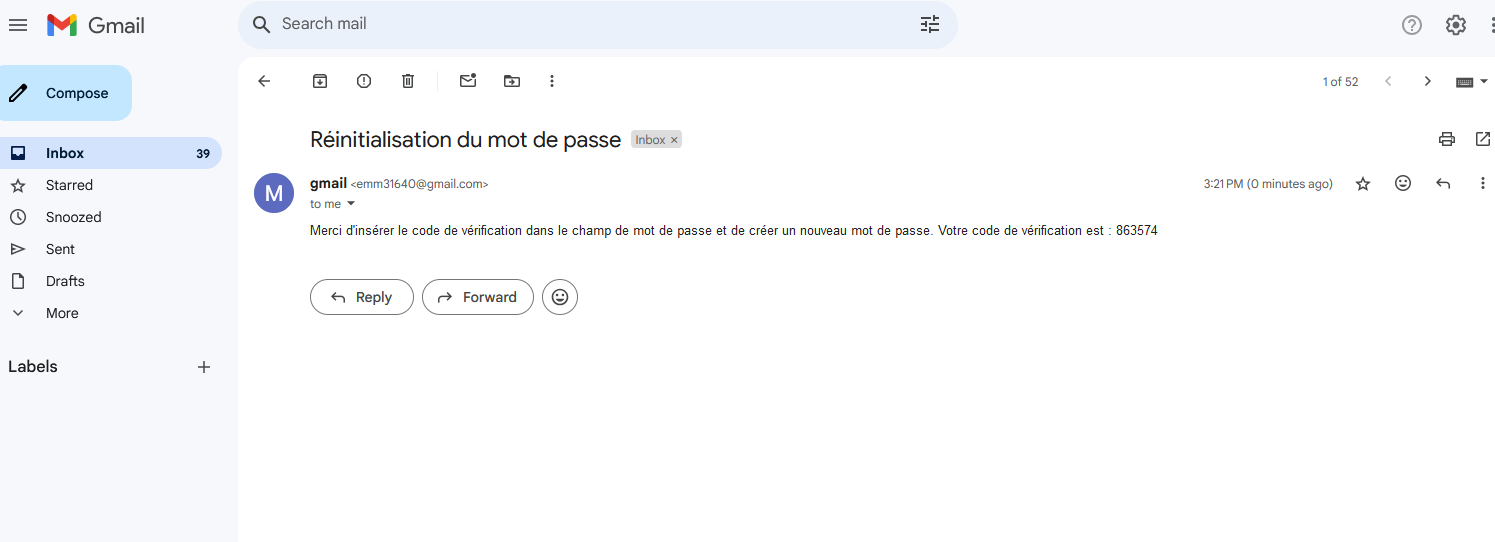 Gmail
Search mail
Compose
1 of 52
Inbox 39
Starred
Snoozed
Sent
Drafts
More
Labels
Réinitialisation du mot de passe Inbox ×
M
gmail <emm31640@gmail.com> 3:21 PM (0 minutes ago)
to me
Merci d'insérer le code de vérification dans le champ de mot de passe et de créer un nouveau mot de passe. Votre code de vérification est : 863574
Reply Forward